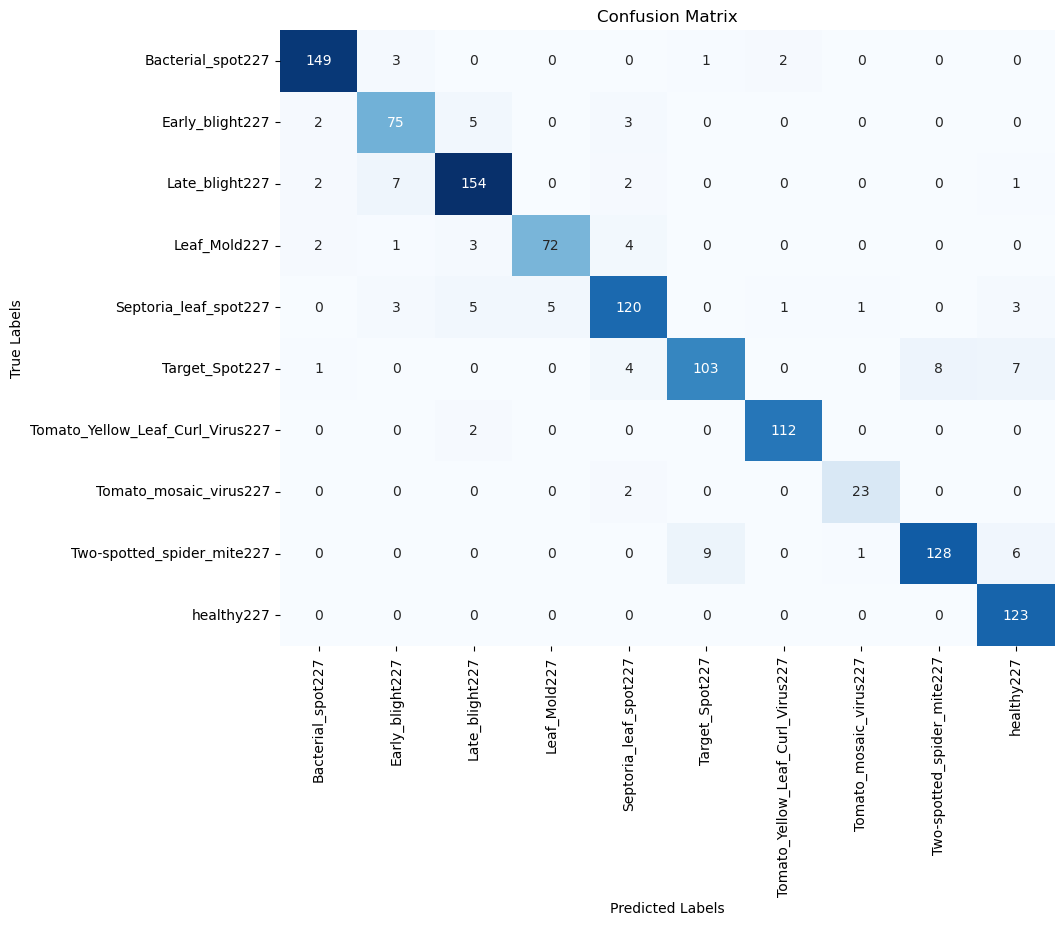 Confusion Matrix
Bacterial_spot227 149 3 0 0 0 1 2 0 0 0
Early_blight227 2 75 5 0 3 0 0 0 0 0
Late_blight227 2 7 154 0 2 0 0 0 0 1
Leaf_Mold227 2 1 3 72 4 0 0 0 0 0
Septoria_leaf_spot227 0 3 5 5 120 0 1 1 0 3
Target_Spot227 1 0 0 0 4 103 0 0 8 7
Tomato_Yellow_Leaf_Curl_Virus227 0 0 2 0 0 0 112 0 0 0
Tomato_mosaic_virus227 0 0 0 0 2 0 0 23 0 0
Two-spotted_spider_mite227 0 0 0 0 0 9 0 1 128 6
healthy227 0 0 0 0 0 0 0 0 0 123
True Labels
Bacterial_spot227
Early_blight227
Late_blight227
Leaf_Mold227
Septoria_leaf_spot227
Target_Spot227
Tomato_Yellow_Leaf_Curl_Virus227
Tomato_mosaic_virus227
Two-spotted_spider_mite227
healthy227
Predicted Labels